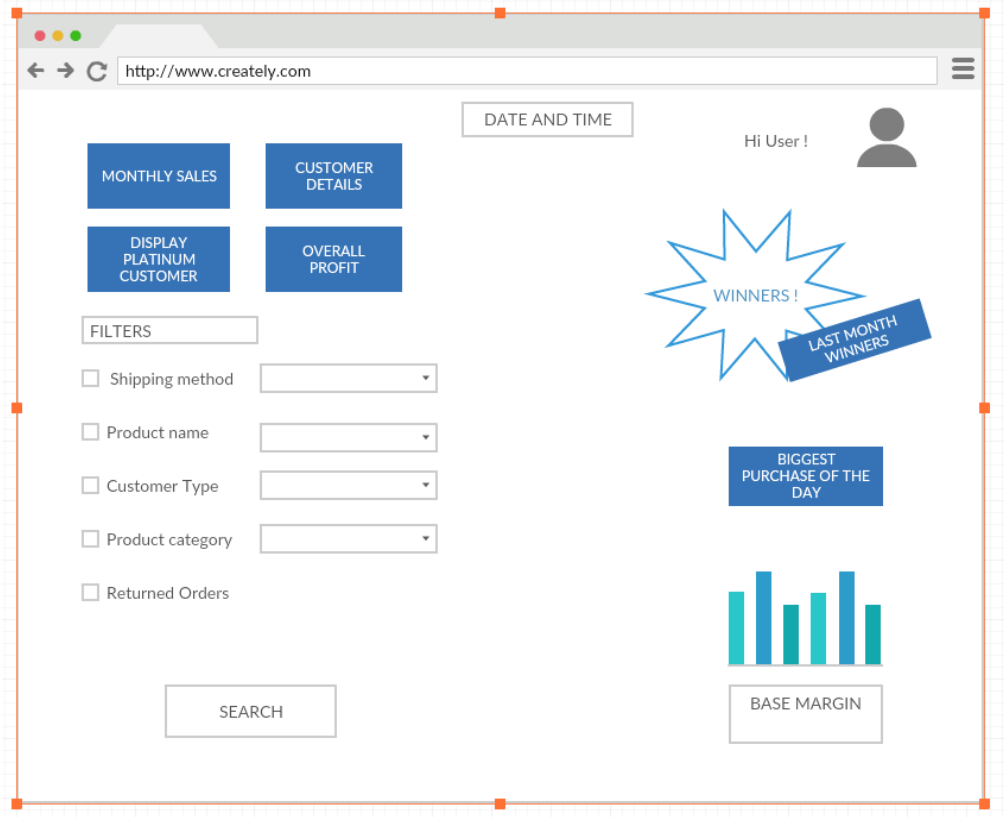 http://www.creately.com
DATE AND TIME
Hi User !
MONTHLY SALES
CUSTOMER
DETAILS
DISPLAY
PLATINUM
CUSTOMER
OVERALL
PROFIT
WINNERS !
LAST MONTH
WINNERS
FILTERS
Shipping method
Product name
Customer Type
Product category
Returned Orders
BIGGEST
PURCHASE OF THE
DAY
SEARCH
BASE MARGIN